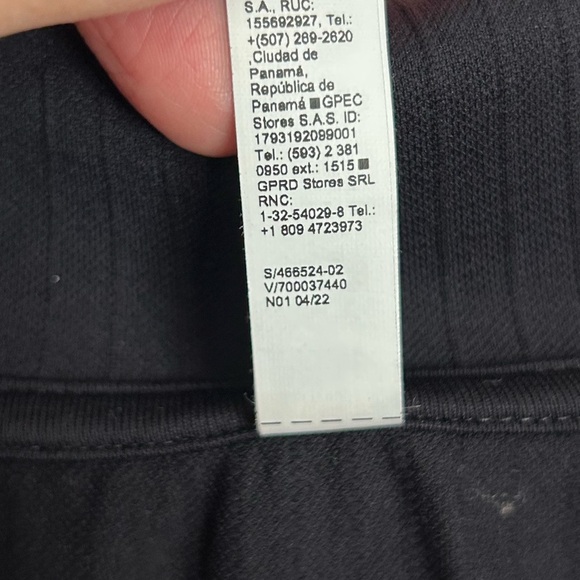 S.A., RUC:
155692927, Tel.:
+(507) 269-2620
,Ciudad de
Panamá,
República de
Panamá ■GPEC
Stores S.A.S. ID:
1793192099001
Tel.: (593) 2 381
0950 ext.: 1515 ■
GPRD Stores SRL
RNC:
1-32-54029-8 Tel.:
+1 809 4723973
S/466524-02
V/700037440
N01 04/22